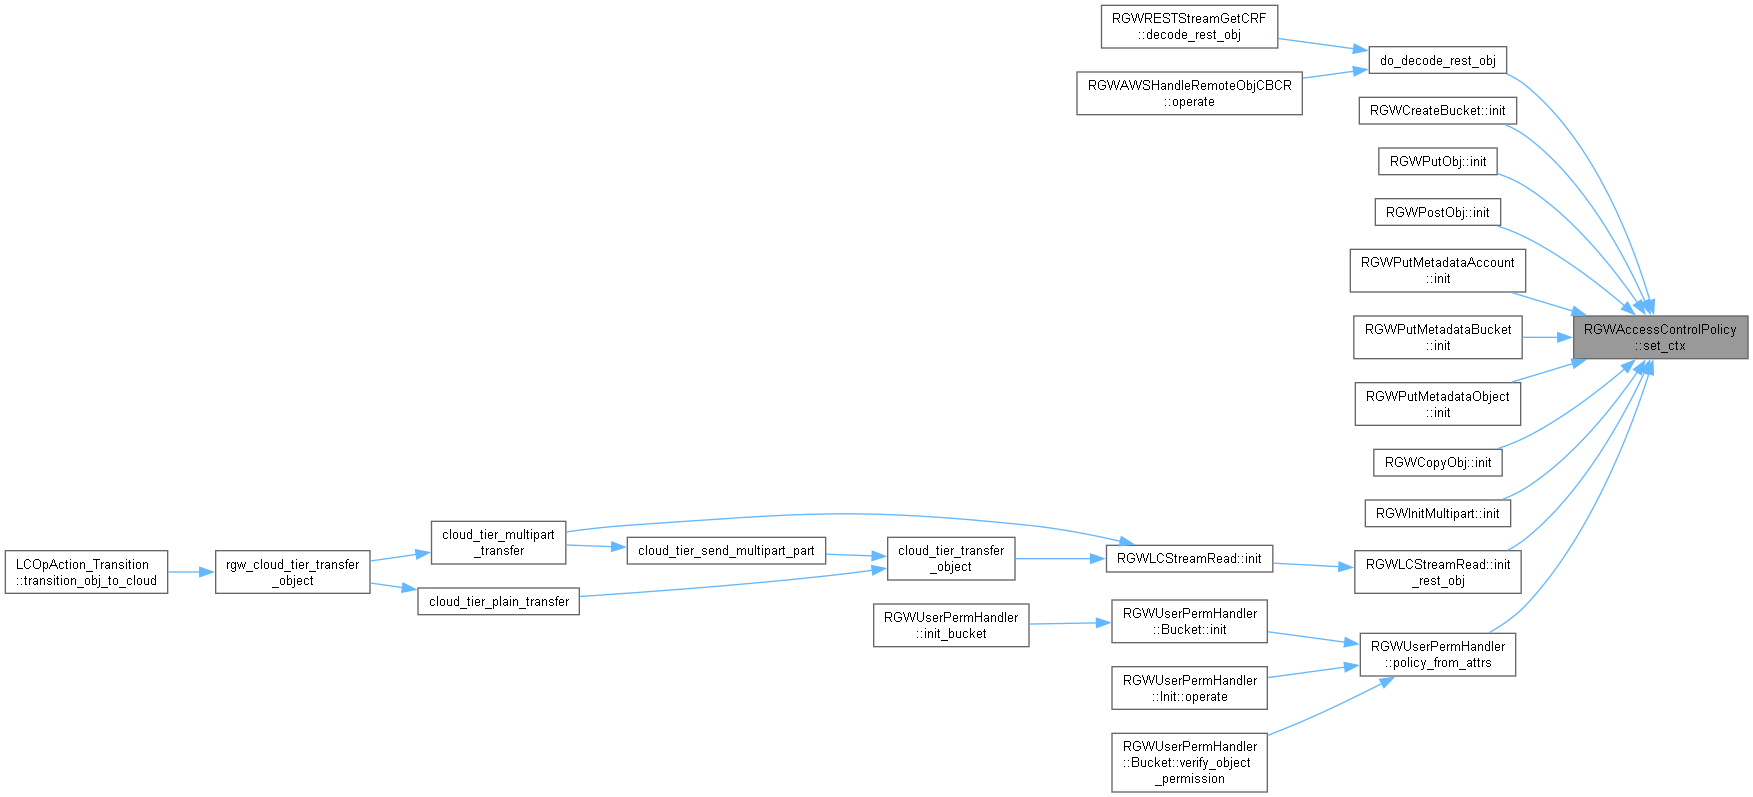 RGWRESTStreamGetCRF
::decode_rest_obj
do_decode_rest_obj
RGWAWSHandleRemoteObjCBCR
::operate
RGWCreateBucket::init
RGWPutObj::init
RGWPostObj::init
RGWPutMetadataAccount
::init
RGWPutMetadataBucket
::init
RGWAccessControlPolicy
::set_ctx
RGWPutMetadataObject
::init
RGWCopyObj::init
RGWInitMultipart::init
LCOpAction_Transition
::transition_obj_to_cloud
rgw_cloud_tier_transfer
_object
cloud_tier_multipart
_transfer
cloud_tier_plain_transfer
cloud_tier_send_multipart_part
cloud_tier_transfer
_object
RGWLCStreamRead::init
RGWLCStreamRead::init
_rest_obj
RGWUserPermHandler
::init_bucket
RGWUserPermHandler
::Bucket::init
RGWUserPermHandler
::policy_from_attrs
RGWUserPermHandler
::Init::operate
RGWUserPermHandler
::Bucket::verify_object
_permission